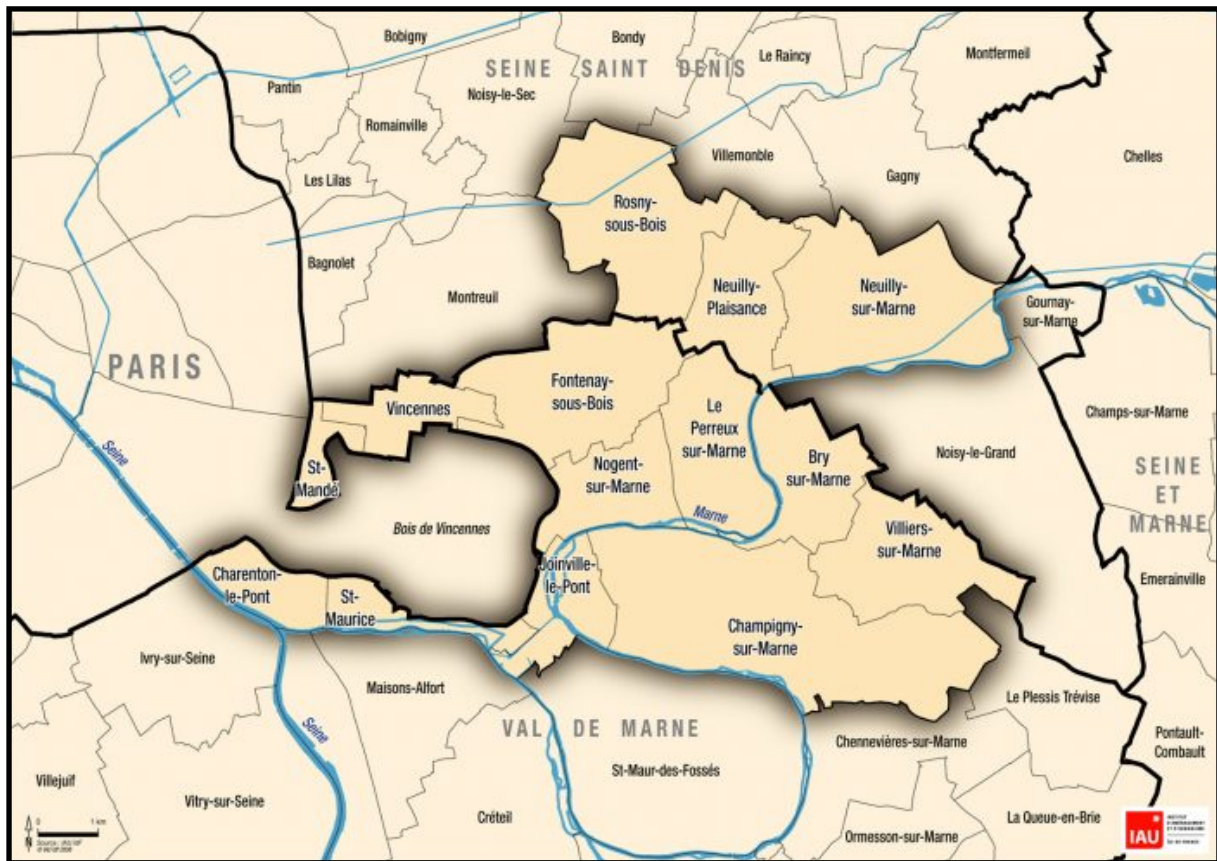 Bobigny
Bondy
Le Raincy
Montfermeil
SEINE SAINT DENIS
Pantin
Noisy-le-Sec
Romainville
Villemonble
Chelles
Les Lilas
Gagny
Rosny-
sous-Bois
Bagnolet
Montreuil
Neuilly-
Plaisance
Neuilly-
sur-Marne
Gournay-
sur-Marne
PARIS
Fontenay-
sous-Bois
Vincennes
Le
Perreux
sur-Marne
Champs-sur-Marne
St-
Mandé
Nogent-
sur-Marne
Bry
sur-Marne
Noisy-le-Grand
Seine
SEINE
ET
MARNE
Marne
Bois de Vincennes
Villiers-
sur-Marne
Charenton-
le-Pont
St-
Maurice
Joinville-
le-Pont
Emerainville
Champigny-
sur-Marne
Ivry-sur-Seine
Maisons-Alfort
Le Plessis Trévise
Seine
VAL DE MARNE
Pontault-
Combault
Chennevières-sur-Marne
St-Maur-des-Fossés
Villejuif
Vitry-sur-Seine
Créteil
La Queue-en-Brie
Ormesson-sur-Marne
0 1 km
N
IAU